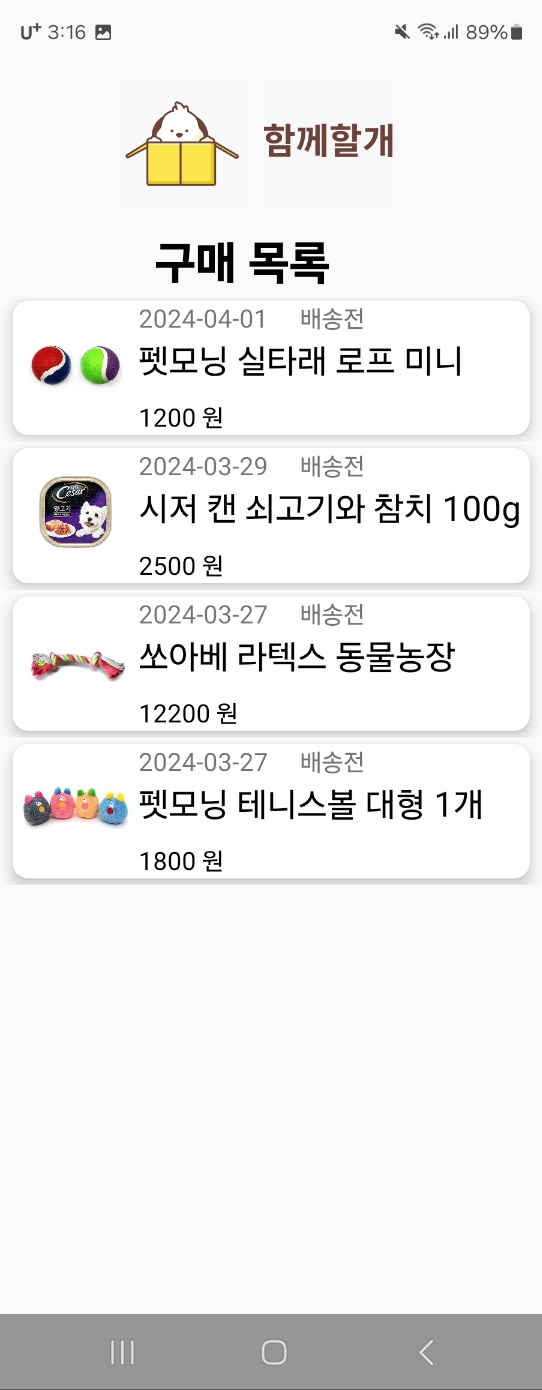 U+ 3:16 89%
함께할개
구매 목록
2024-04-01 배송전
펫모닝 실타래 로프 미니
1200 원
2024-03-29 배송전
Cesar
시저 캔 쇠고기와 참치 100g
2500 원
2024-03-27 배송전
쏘아베 라텍스 동물농장
12200 원
2024-03-27 배송전
펫모닝 테니스볼 대형 1개
1800 원